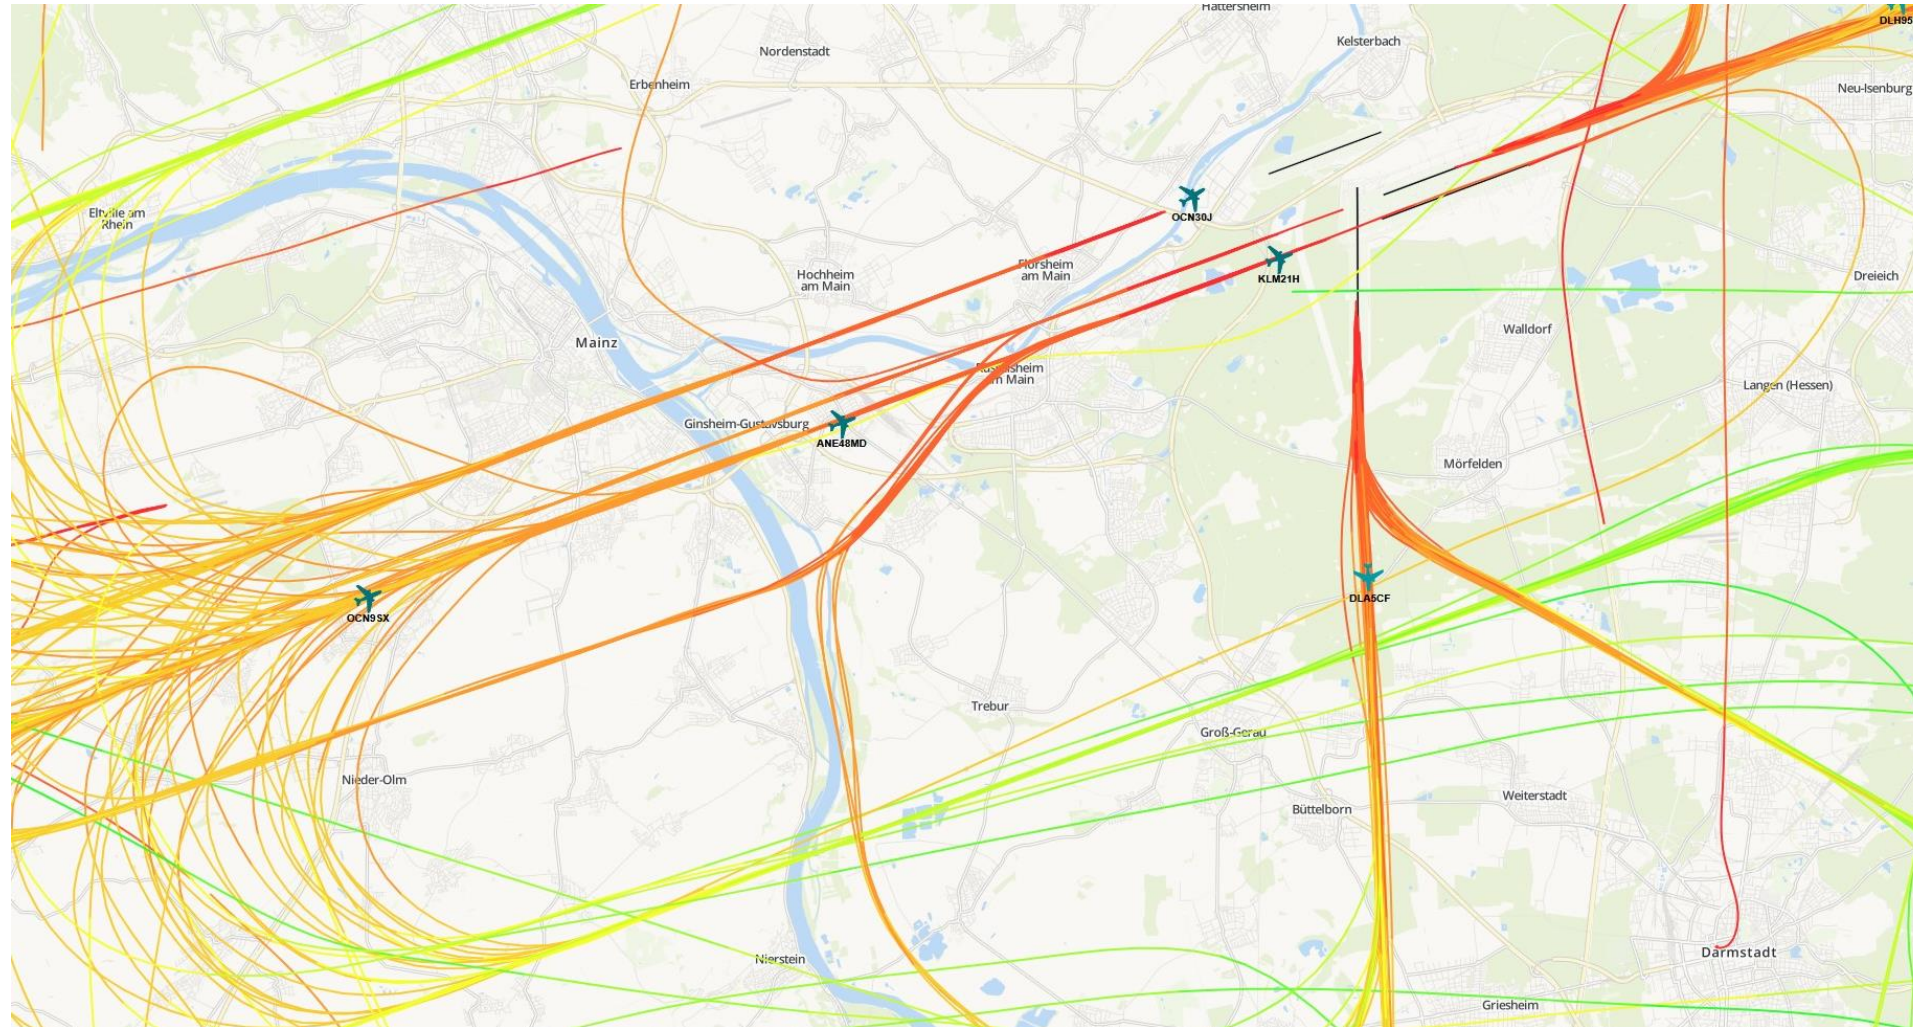 Hattersheim
DLH95
Kelsterbach
Nordenstadt
Erbenheim
Neu-Isenburg
OCN30J
Eltville am
Rhein
Flörsheim
am Main
Hochheim
am Main
KLM21H
Dreieich
Walldorf
Mainz
Rüsselsheim
am Main
Langen (Hessen)
Ginsheim-Gustavsburg
ANE48MD
Mörfelden
DLA5CF
OCN9SX
Trebur
Groß-Gerau
Nieder-Olm
Weiterstadt
Büttelborn
Darmstadt
Nierstein
Griesheim